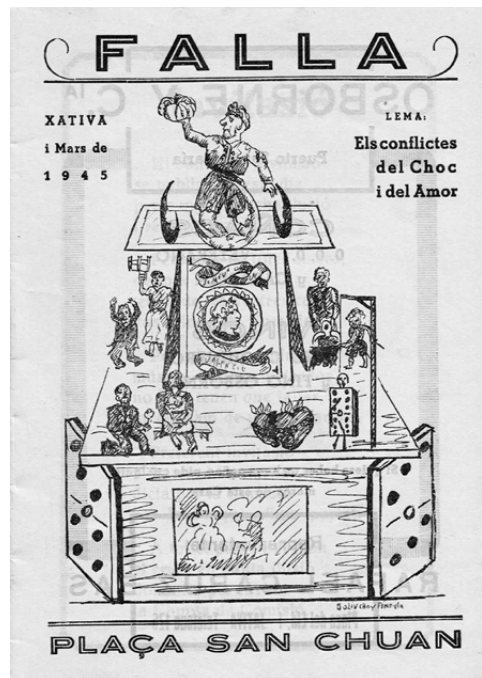 FALLA
XATIVA
i Mars de
1945
LEMA:
Els conflictes
del Choc
i del Amor
PLAÇA SAN CHUAN